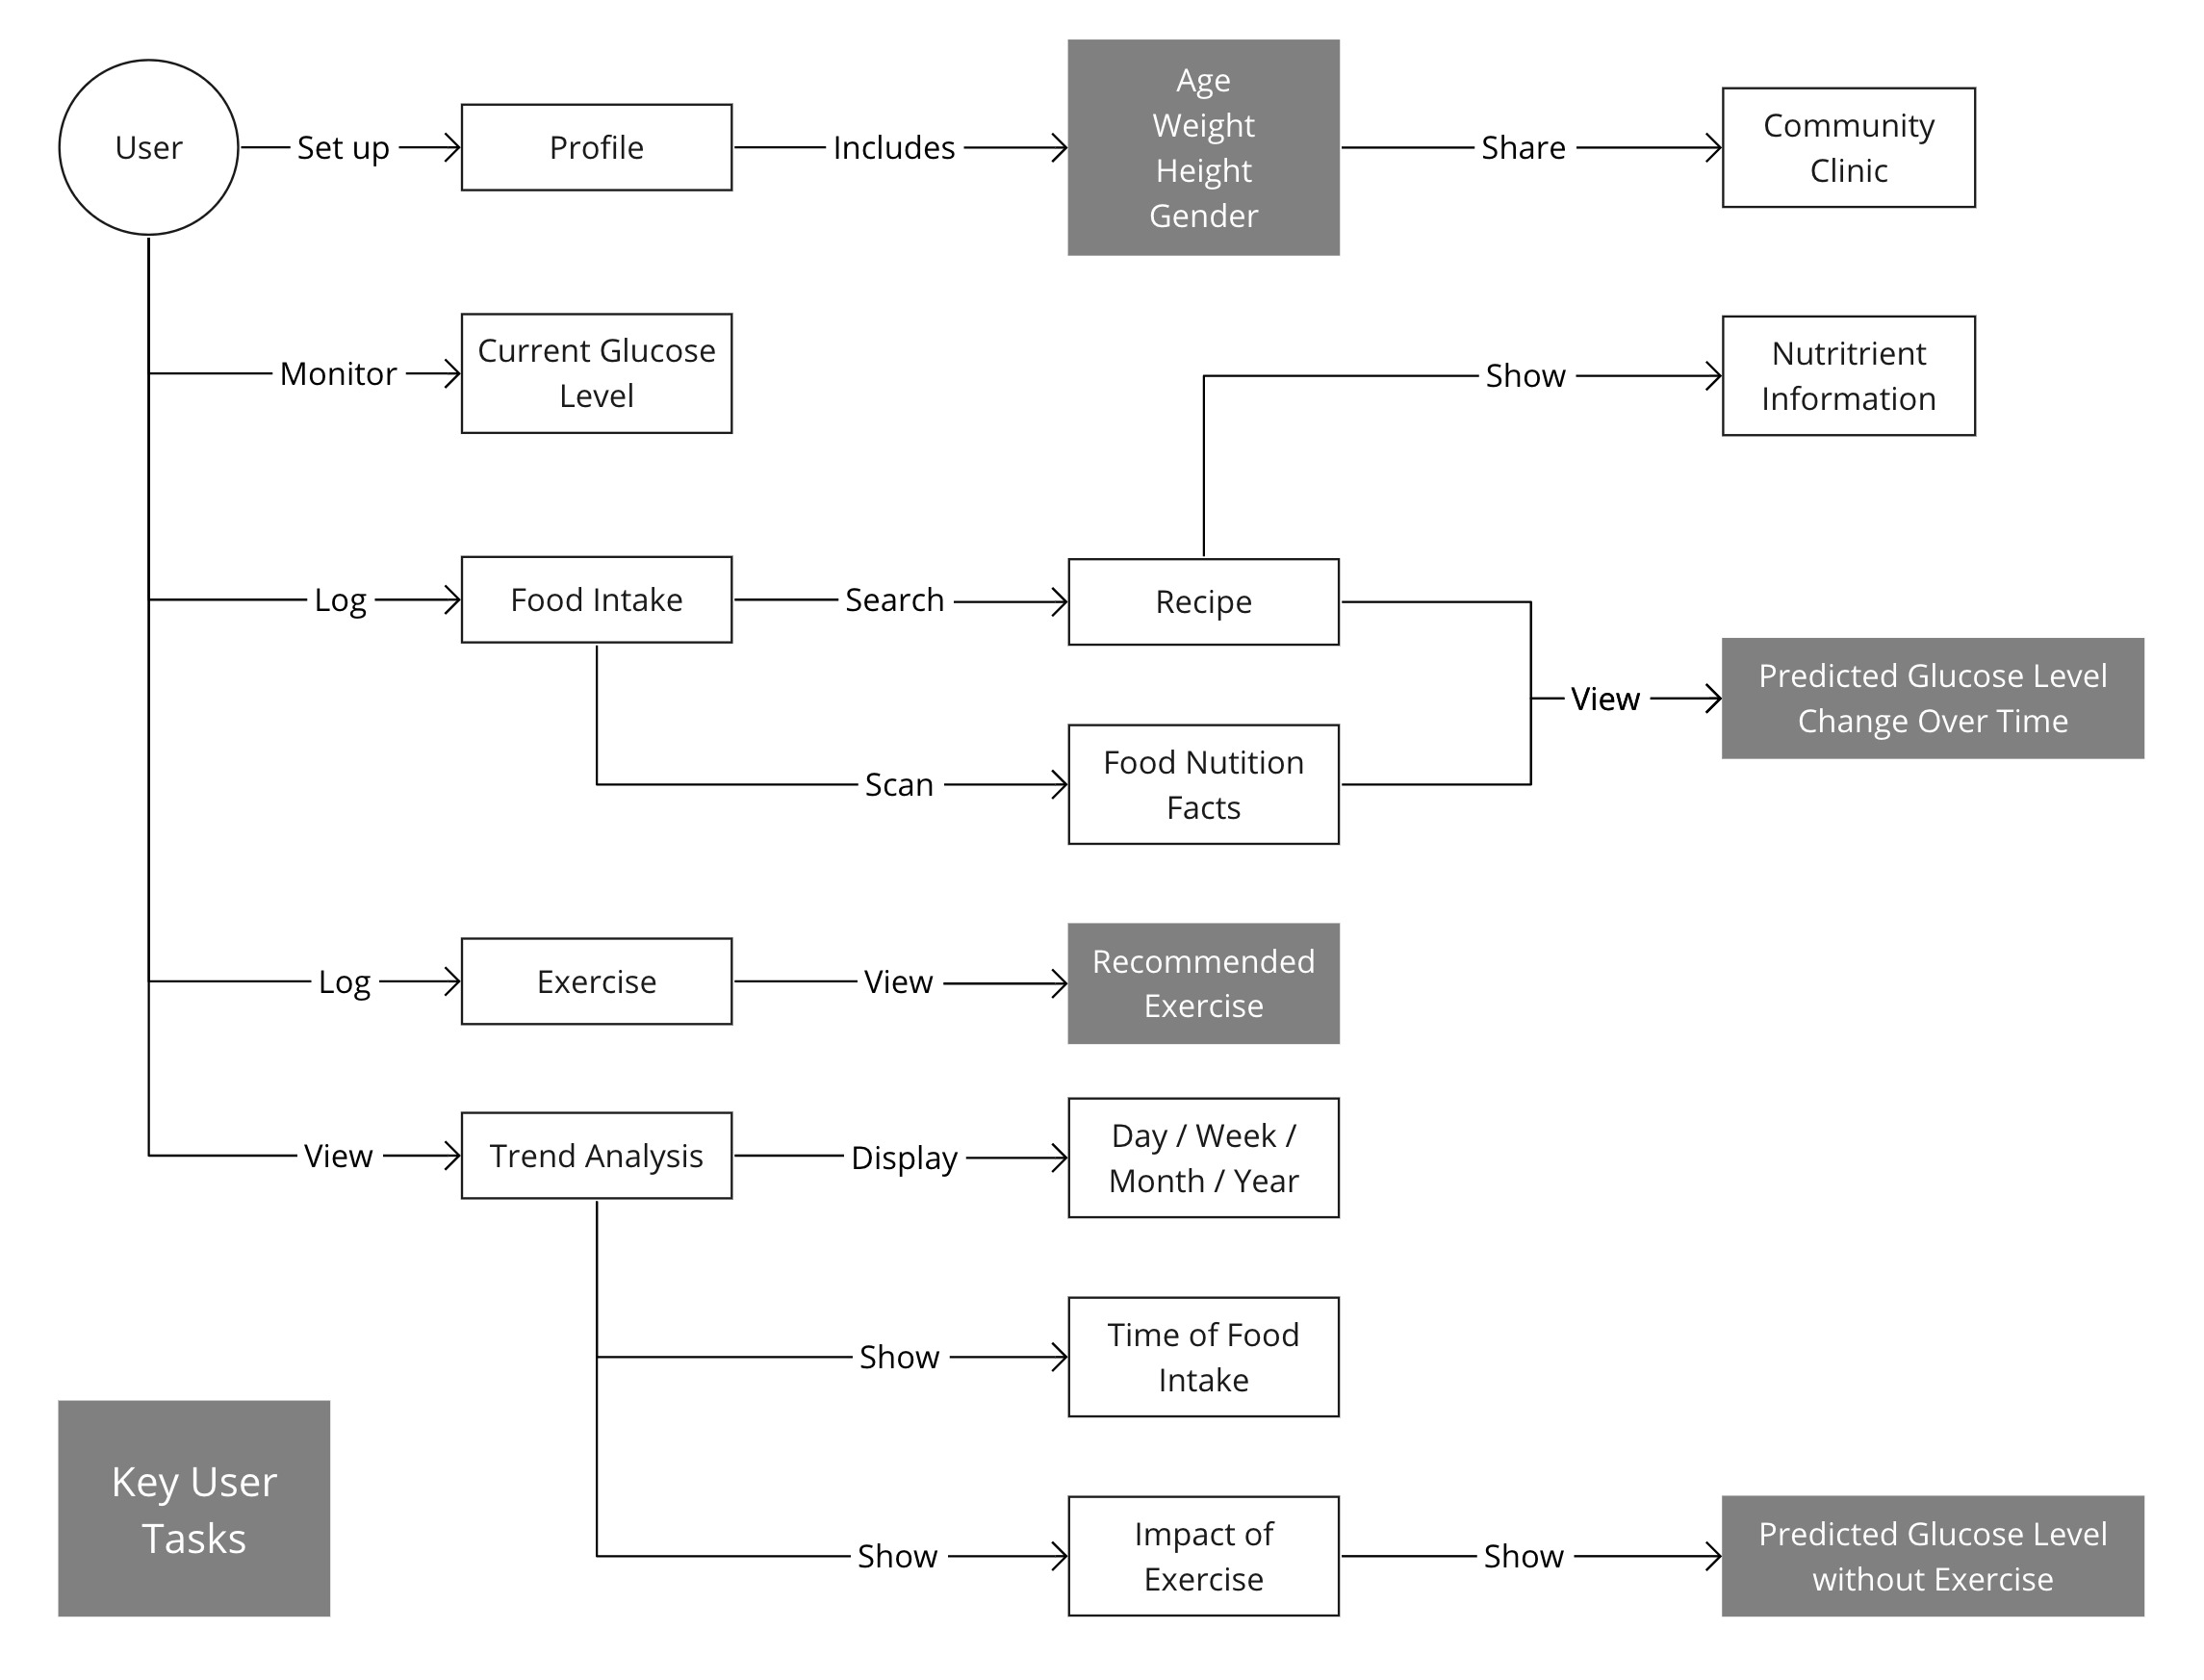 User
Set up
Profile
Includes
Age
Weight
Height
Gender
Share
Community
Clinic
Monitor
Current Glucose
Level
Show
Nutritrient
Information
Log
Food Intake
Search
Recipe
View
Predicted Glucose Level
Change Over Time
Scan
Food Nutition
Facts
Log
Exercise
View
Recommended
Exercise
View
Trend Analysis
Display
Day / Week /
Month / Year
Show
Time of Food
Intake
Key User
Tasks
Show
Impact of
Exercise
Show
Predicted Glucose Level
without Exercise